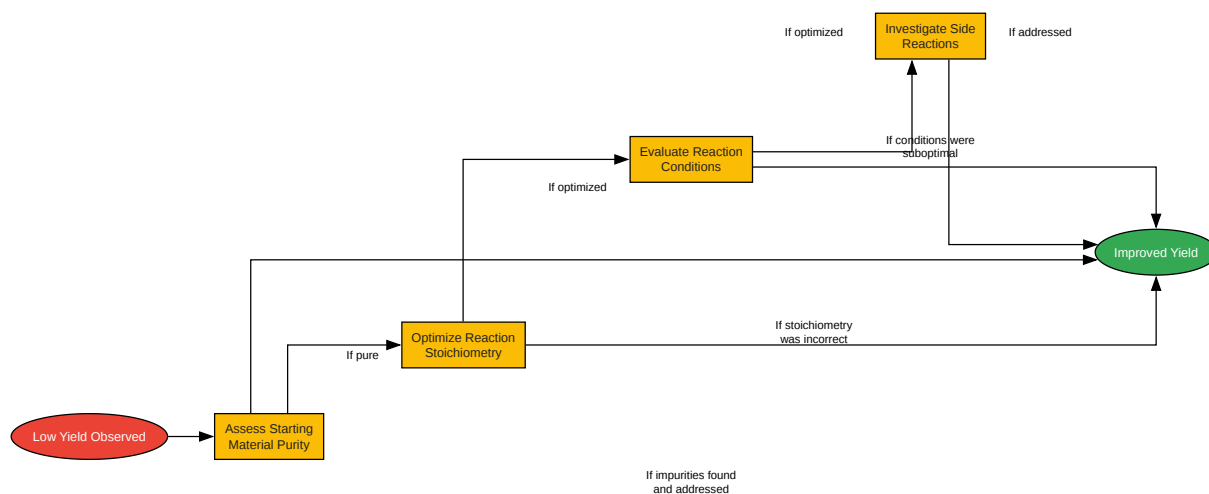 If optimized
Investigate Side
Reactions
If addressed
Evaluate Reaction
Conditions
If conditions were
suboptimal
If optimized
Improved Yield
Optimize Reaction
Stoichiometry
If stoichiometry
was incorrect
If pure
Low Yield Observed
Assess Starting
Material Purity
If impurities found
and addressed